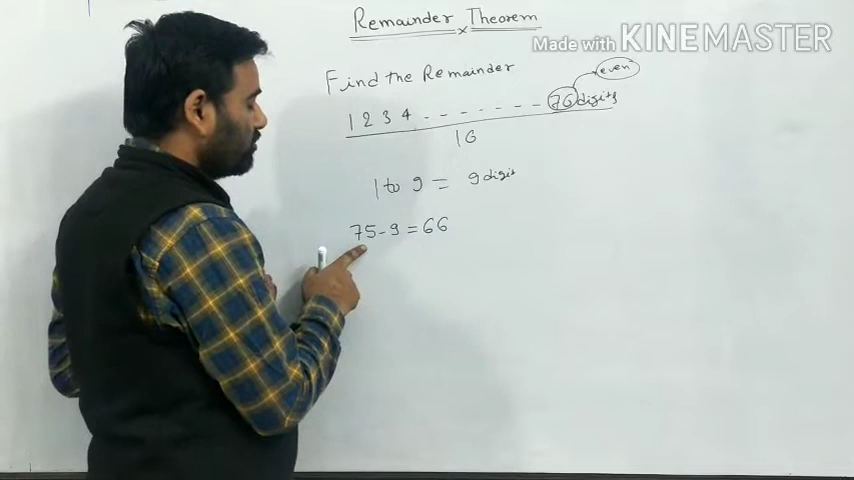 Remainder Theorem
Made with KINEMASTER
Find the Remainder
even
1 2 3 4 - - - - - - - - 76 digits
16
1 to 9 = 9 digit
75 - 9 = 66